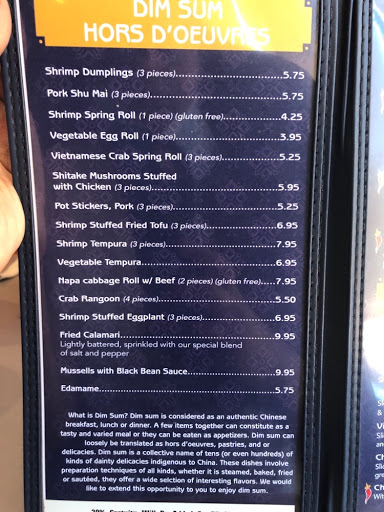 DIM SUM
HORS D'OEUVRES
Shrimp Dumplings (3 pieces)....................................5.75
Pork Shu Mai (3 pieces)..........................................5.75
Shrimp Spring Roll (1 piece) (gluten free)..................4.25
Vegetable Egg Roll (1 piece)...................................3.95
Vietnamese Crab Spring Roll (3 pieces)....................5.25
Shitake Mushrooms Stuffed
with Chicken (3 pieces)..........................................5.95
Pot Stickers, Pork (3 pieces)...................................5.25
Shrimp Stuffed Fried Tofu (3 pieces)........................6.95
Shrimp Tempura (3 pieces).....................................7.95
Vegetable Tempura................................................6.95
Napa cabbage Roll w/ Beef (2 pieces) (gluten free)....7.95
Crab Rangoon (4 pieces)........................................5.50
Shrimp Stuffed Eggplant (3 pieces)..........................6.95
Fried Calamari.......................................................9.95
Lightly battered, sprinkled with our special blend
of salt and pepper
Mussells with Black Bean Sauce..............................9.95
Edamame.............................................................5.75
What is Dim Sum? Dim sum is considered as an authentic Chinese
breakfast, lunch or dinner. A few items together can constitute as a
tasty and varied meal or they can be eaten as appetizers. Dim sum can
loosely be translated as hors d'oeuvres, pastries, and or
delicacies. Dim sum is a collective name of tens (or even hundreds) of
kinds of dainty delicacies indigenous to China. These dishes involve
preparation techniques of all kinds, whether it is steamed, baked, fried
or sautéed, they offer a wide selction of interesting flavors. We would
like to extend this opportunity to you to enjoy dim sum.